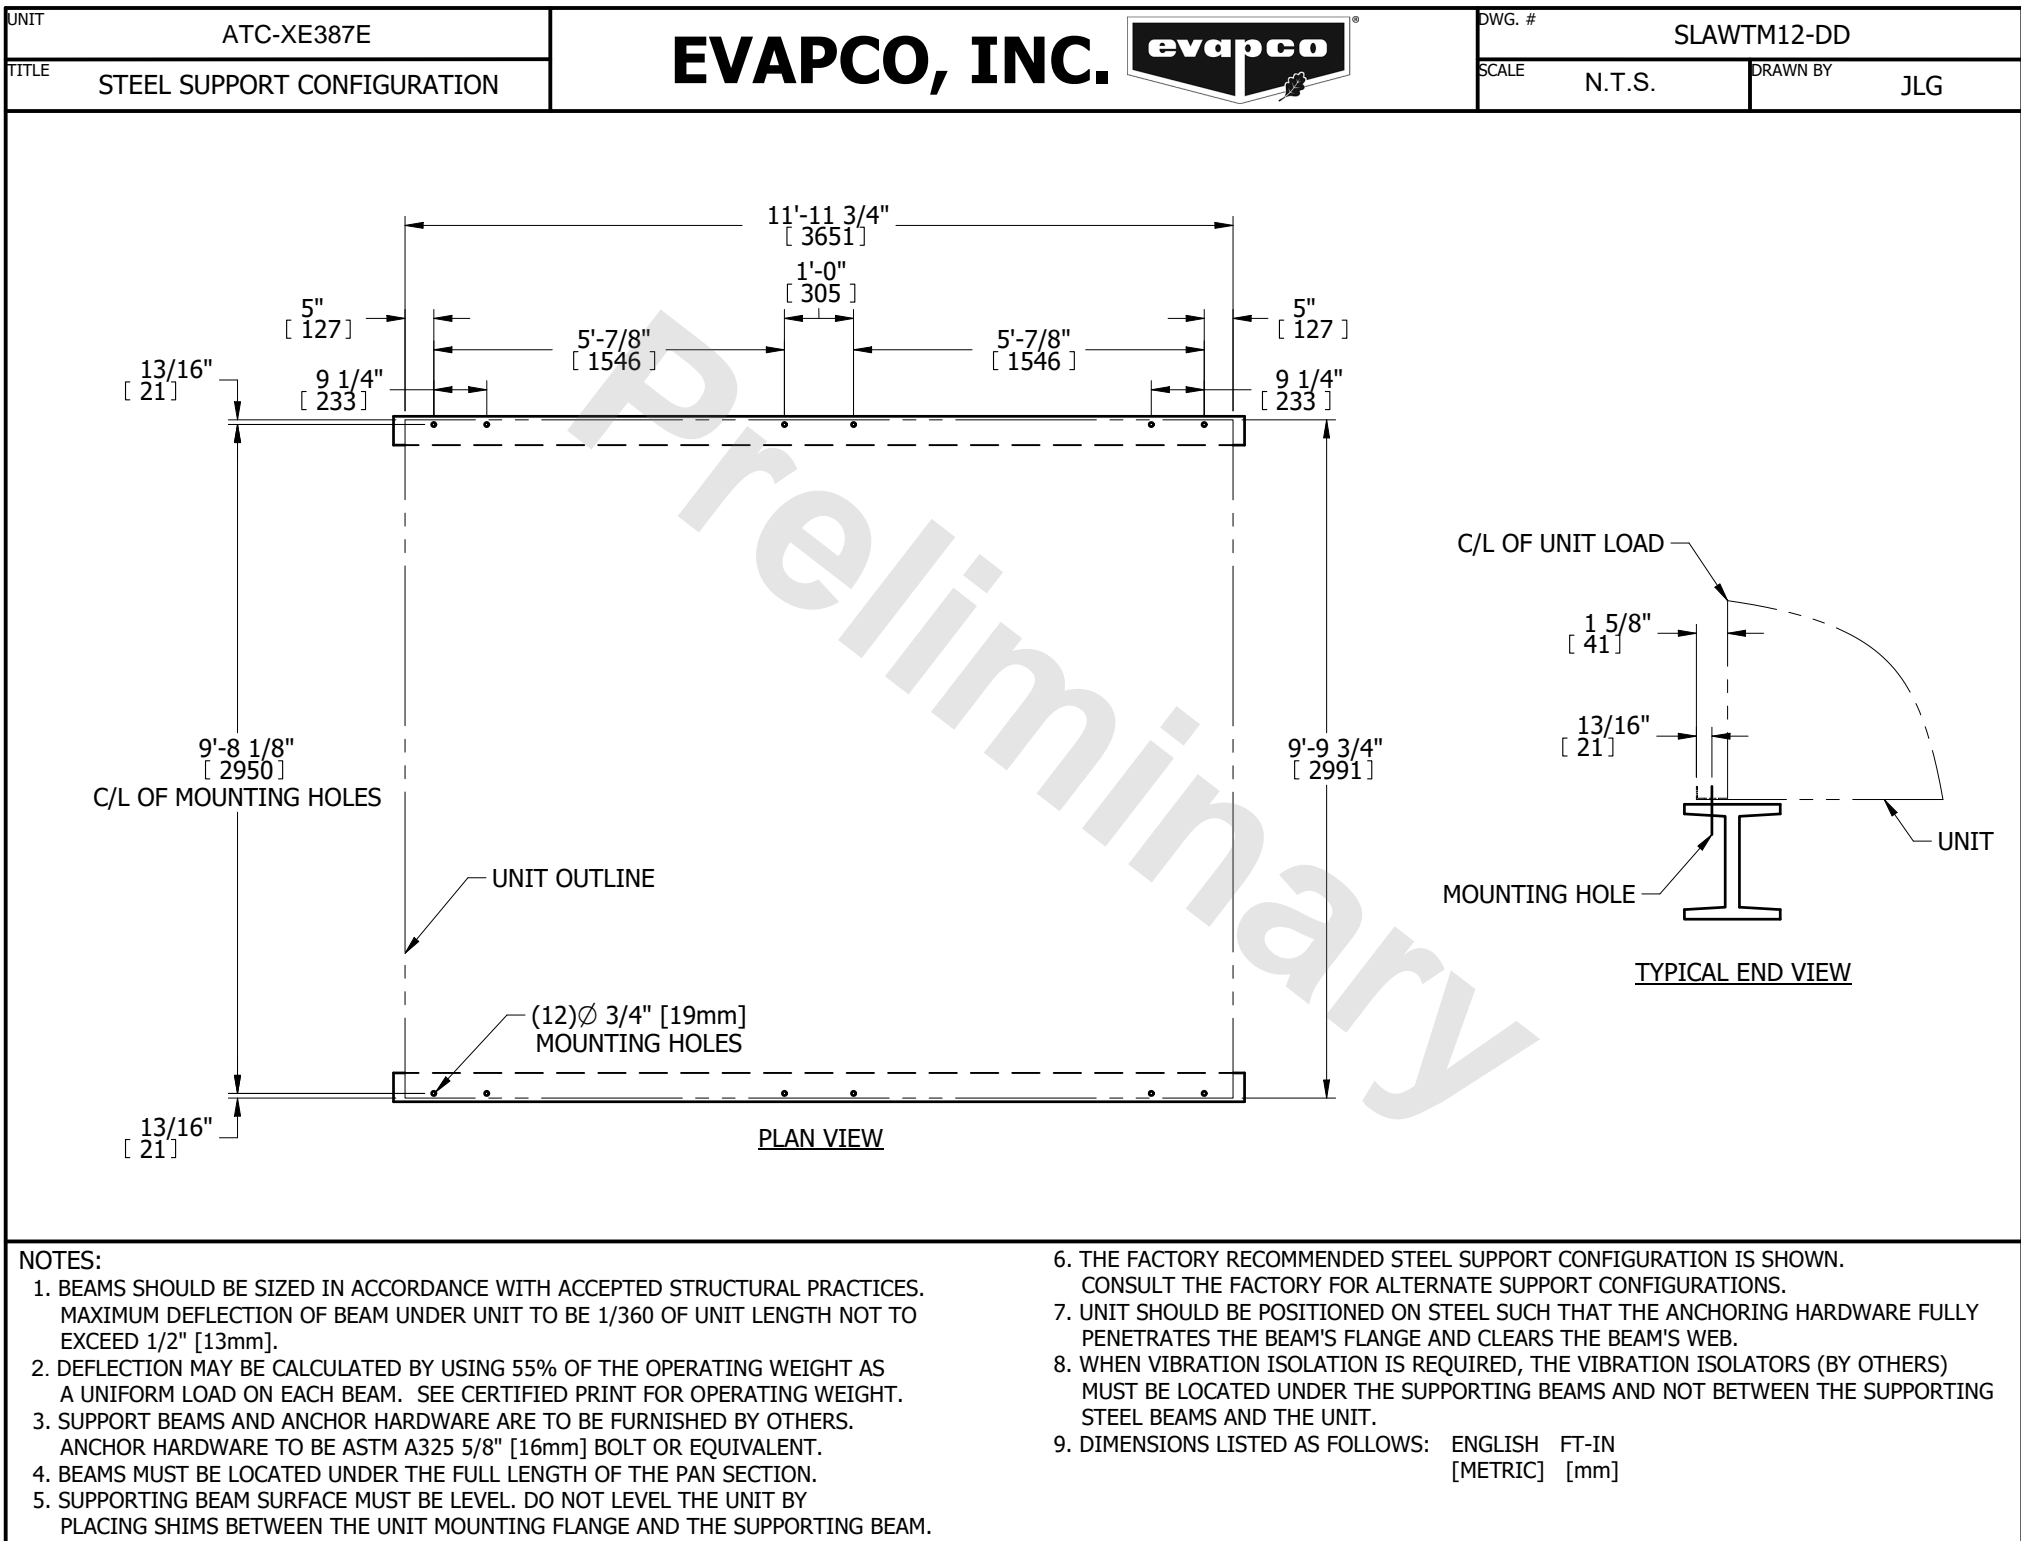 UNIT
ATC-XE387E
TITLE
STEEL SUPPORT CONFIGURATION
EVAPCO, INC.
evapco
®
DWG. #
SLAWTM12-DD
SCALE
N.T.S.
DRAWN BY
JLG
11'-11 3/4"
[ 3651 ]
1'-0"
[ 305 ]
5"
[ 127 ]
5"
[ 127 ]
5'-7/8"
[ 1546 ]
5'-7/8"
[ 1546 ]
13/16"
[ 21 ]
9 1/4"
[ 233 ]
9 1/4"
[ 233 ]
Preliminary
C/L OF UNIT LOAD
1 5/8"
[ 41 ]
13/16"
[ 21 ]
9'-8 1/8"
[ 2950 ]
C/L OF MOUNTING HOLES
9'-9 3/4"
[ 2991 ]
UNIT
UNIT OUTLINE
MOUNTING HOLE
TYPICAL END VIEW
(12)∅ 3/4" [19mm]
MOUNTING HOLES
13/16"
[ 21 ]
PLAN VIEW
NOTES:
1. BEAMS SHOULD BE SIZED IN ACCORDANCE WITH ACCEPTED STRUCTURAL PRACTICES.
MAXIMUM DEFLECTION OF BEAM UNDER UNIT TO BE 1/360 OF UNIT LENGTH NOT TO
EXCEED 1/2" [13mm].
2. DEFLECTION MAY BE CALCULATED BY USING 55% OF THE OPERATING WEIGHT AS
A UNIFORM LOAD ON EACH BEAM. SEE CERTIFIED PRINT FOR OPERATING WEIGHT.
3. SUPPORT BEAMS AND ANCHOR HARDWARE ARE TO BE FURNISHED BY OTHERS.
ANCHOR HARDWARE TO BE ASTM A325 5/8" [16mm] BOLT OR EQUIVALENT.
4. BEAMS MUST BE LOCATED UNDER THE FULL LENGTH OF THE PAN SECTION.
5. SUPPORTING BEAM SURFACE MUST BE LEVEL. DO NOT LEVEL THE UNIT BY
PLACING SHIMS BETWEEN THE UNIT MOUNTING FLANGE AND THE SUPPORTING BEAM.
6. THE FACTORY RECOMMENDED STEEL SUPPORT CONFIGURATION IS SHOWN.
CONSULT THE FACTORY FOR ALTERNATE SUPPORT CONFIGURATIONS.
7. UNIT SHOULD BE POSITIONED ON STEEL SUCH THAT THE ANCHORING HARDWARE FULLY
PENETRATES THE BEAM'S FLANGE AND CLEARS THE BEAM'S WEB.
8. WHEN VIBRATION ISOLATION IS REQUIRED, THE VIBRATION ISOLATORS (BY OTHERS)
MUST BE LOCATED UNDER THE SUPPORTING BEAMS AND NOT BETWEEN THE SUPPORTING
STEEL BEAMS AND THE UNIT.
9. DIMENSIONS LISTED AS FOLLOWS: ENGLISH FT-IN
[METRIC] [mm]